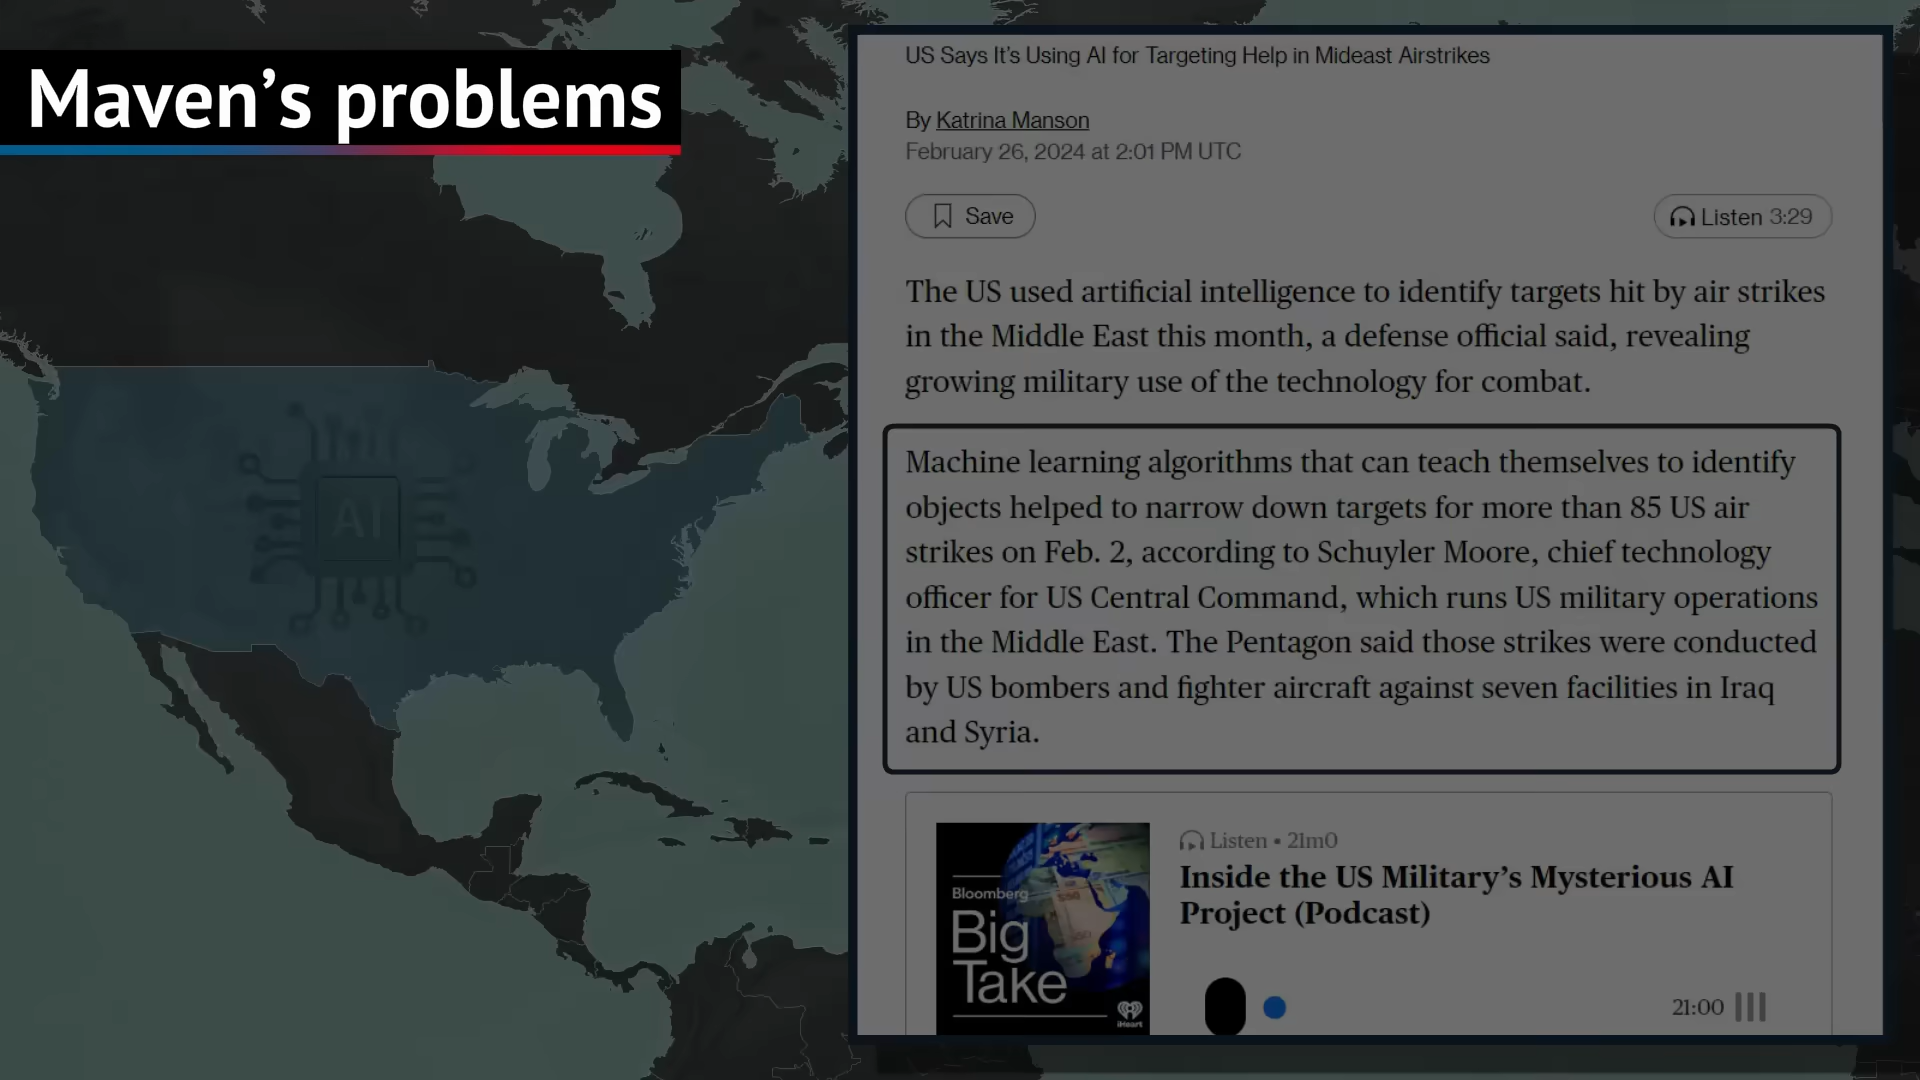 Maven’s problems
US Says It’s Using AI for Targeting Help in Mideast Airstrikes
By Katrina Manson
February 26, 2024 at 2:01 PM UTC
Save
Listen 3:29
The US used artificial intelligence to identify targets hit by air strikes
in the Middle East this month, a defense official said, revealing
growing military use of the technology for combat.
Machine learning algorithms that can teach themselves to identify
objects helped to narrow down targets for more than 85 US air
strikes on Feb. 2, according to Schuyler Moore, chief technology
officer for US Central Command, which runs US military operations
in the Middle East. The Pentagon said those strikes were conducted
by US bombers and fighter aircraft against seven facilities in Iraq
and Syria.
AI
Bloomberg
Big
Take
iHeart
Listen • 21m0
Inside the US Military’s Mysterious AI
Project (Podcast)
21:00